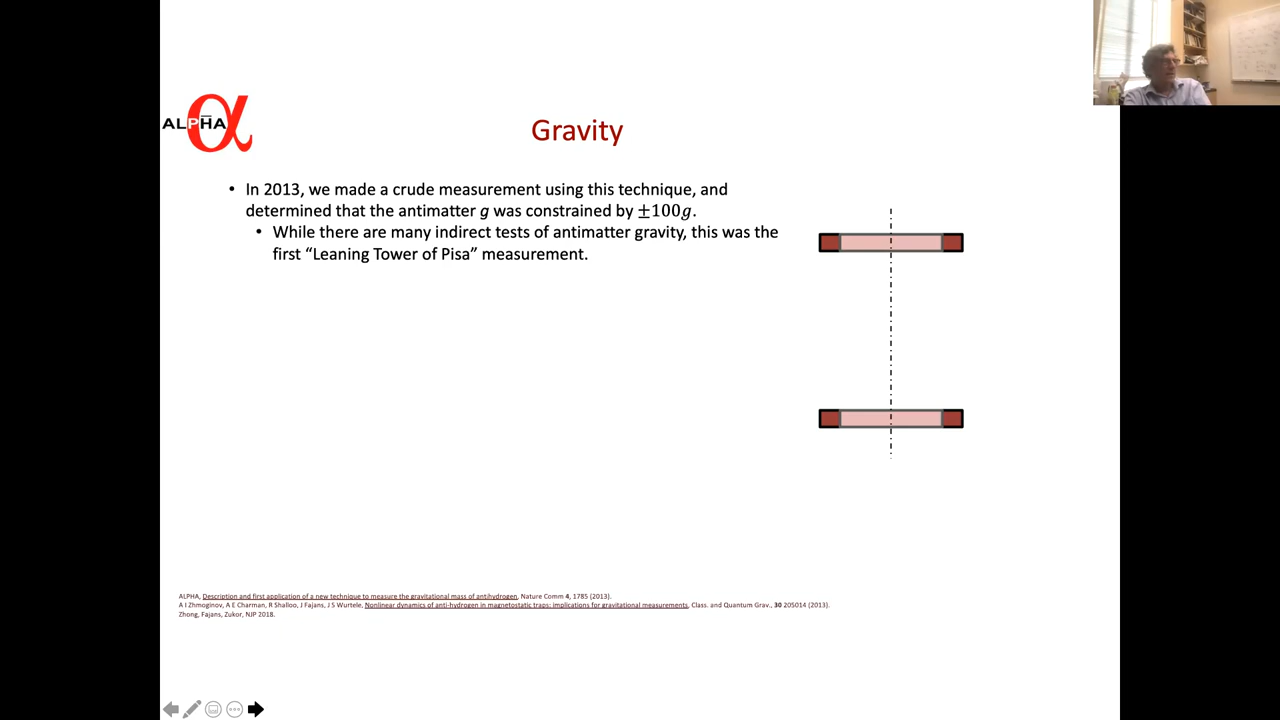 ALPHA
Gravity
• In 2013, we made a crude measurement using this technique, and
determined that the antimatter g was constrained by ±100g.
• While there are many indirect tests of antimatter gravity, this was the
first “Leaning Tower of Pisa” measurement.
ALPHA, Description and first application of a new technique to measure the gravitational mass of antihydrogen, Nature Comm 4, 1785 (2013).
A I Zhmoginov, A E Charman, R Shalloo, J Fajans, J S Wurtele, Nonlinear dynamics of anti-hydrogen in magnetostatic traps: implications for gravitational measurements, Class. and Quantum Grav., 30 205014 (2013).
Zhong, Fajans, Zukor, NJP 2018.